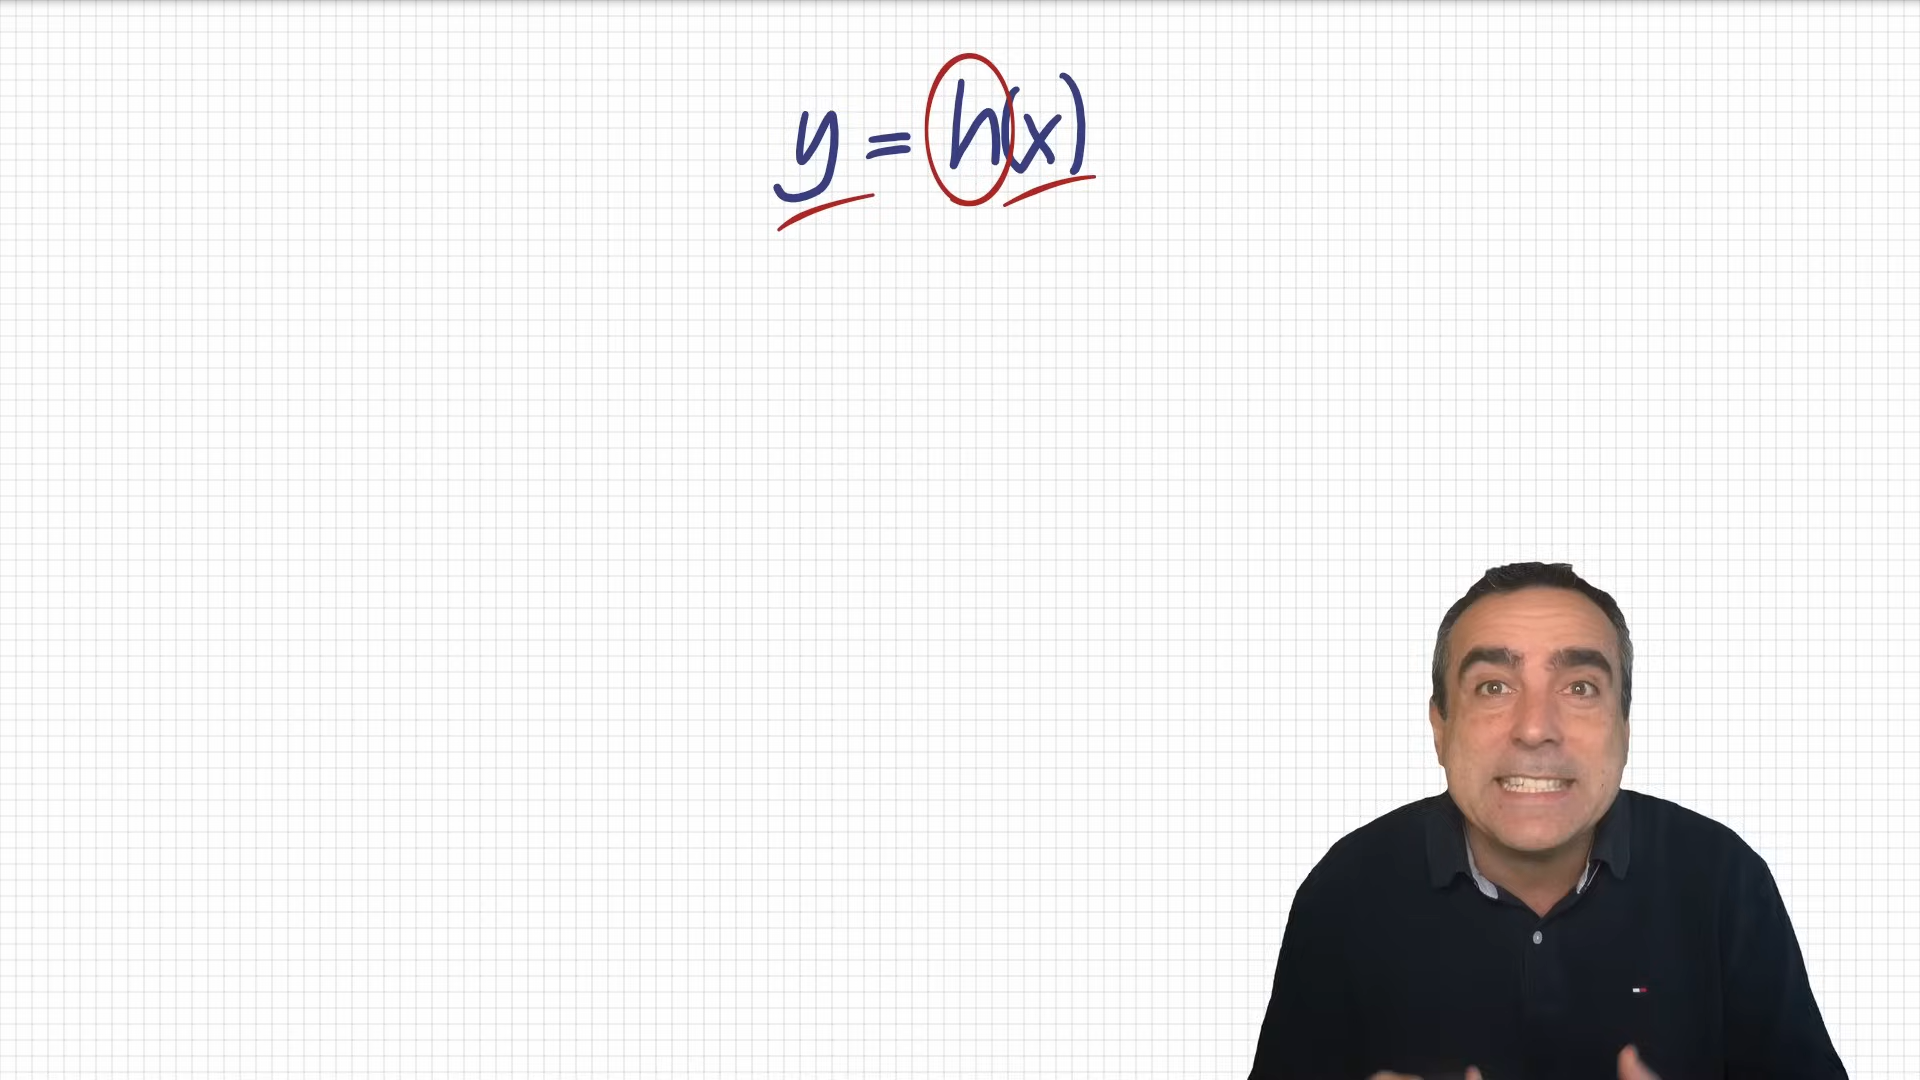 y = h(x)